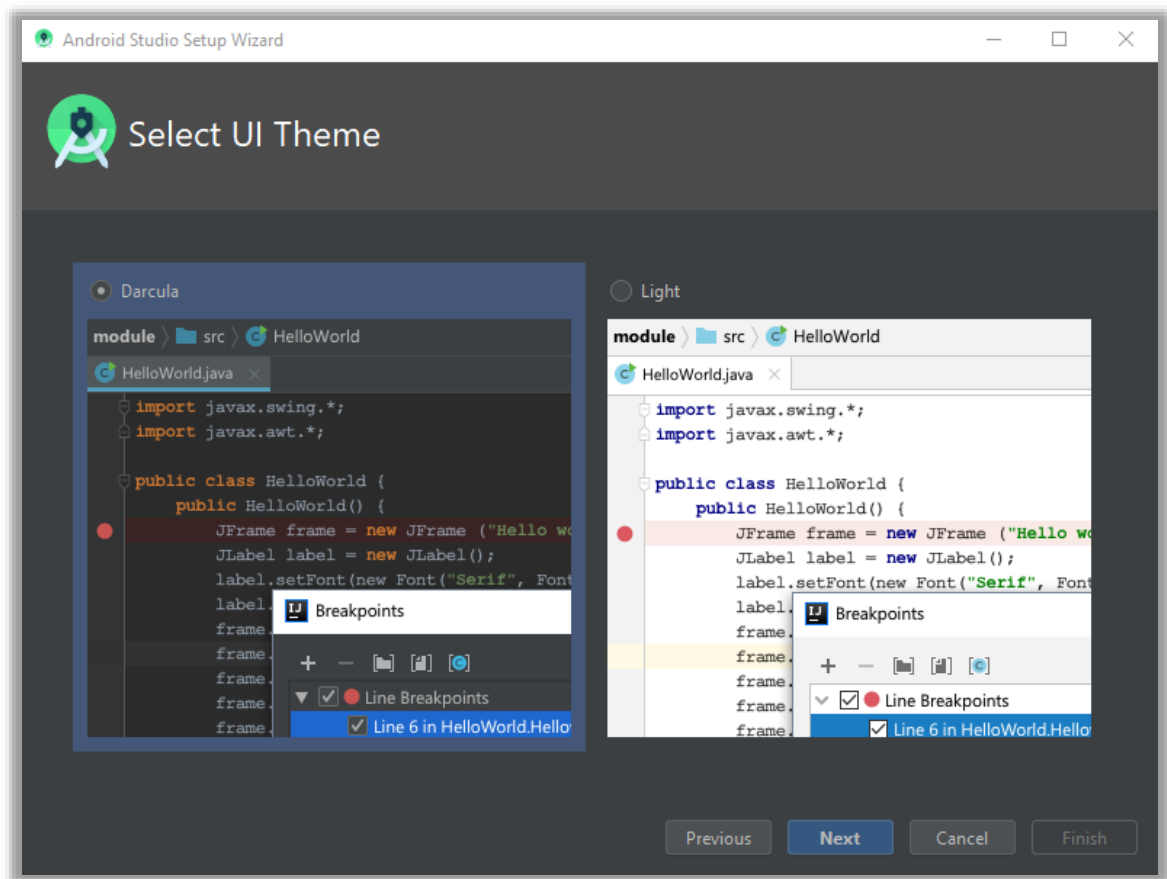 Android Studio Setup Wizard
Select UI Theme
Darcula
module src HelloWorld
HelloWorld.java
import javax.swing.*;
import javax.awt.*;
public class HelloWorld {
public HelloWorld() {
JFrame frame = new JFrame ("Hello wo
JLabel label = new JLabel();
label.setFont(new Font("Serif", Font
label.
frame.
frame.
frame.
frame.
frame.
IJ Breakpoints
Line Breakpoints
Line 6 in HelloWorld.Hello
Light
module src HelloWorld
HelloWorld.java
import javax.swing.*;
import javax.awt.*;
public class HelloWorld {
public HelloWorld() {
JFrame frame = new JFrame ("Hello wo
JLabel label = new JLabel();
label.setFont(new Font("Serif", Font
label.
frame.
frame.
frame.
frame.
frame.
IJ Breakpoints
Line Breakpoints
Line 6 in HelloWorld.Hello
Previous Next Cancel Finish